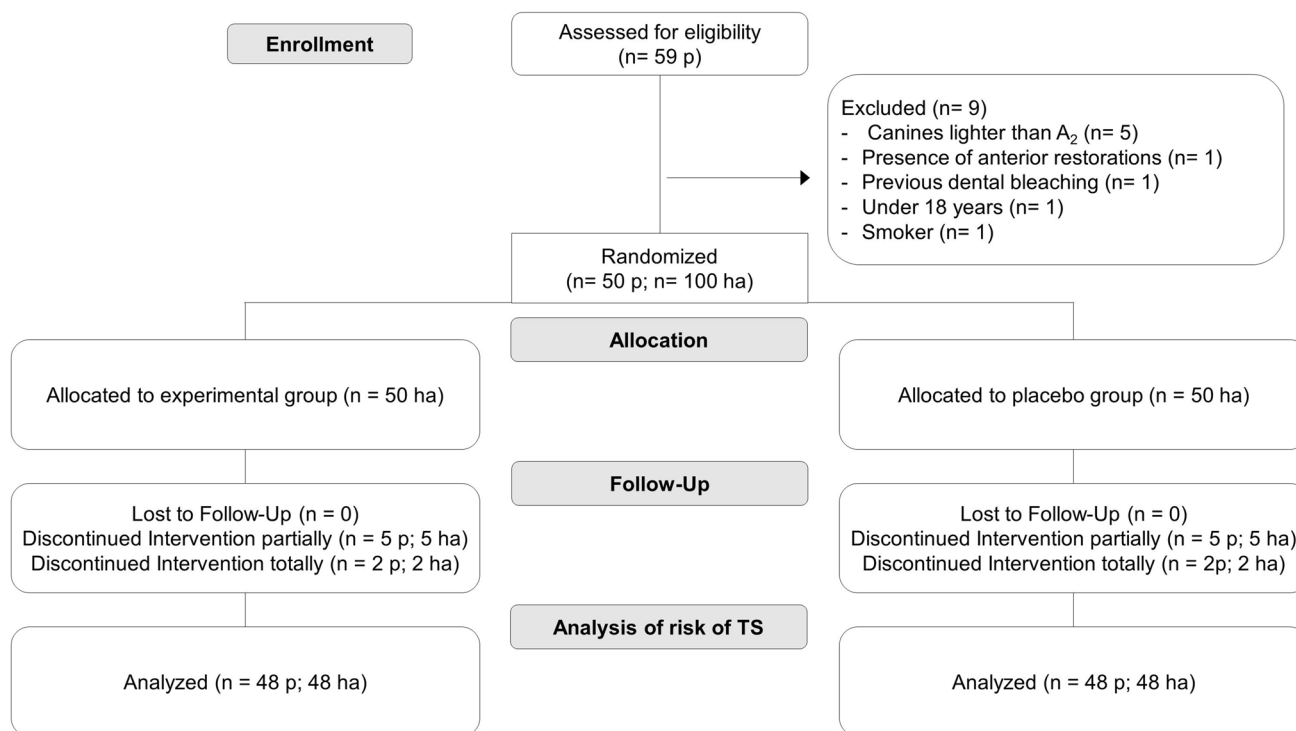 Enrollment
Assessed for eligibility
(n= 59 p)
Excluded (n= 9)
- Canines lighter than A₂ (n= 5)
- Presence of anterior restorations (n= 1)
- Previous dental bleaching (n= 1)
- Under 18 years (n= 1)
- Smoker (n= 1)
Randomized
(n= 50 p; n= 100 ha)
Allocation
Allocated to experimental group (n = 50 ha)
Allocated to placebo group (n = 50 ha)
Follow-Up
Lost to Follow-Up (n = 0)
Discontinued Intervention partially (n = 5 p; 5 ha)
Discontinued Intervention totally (n = 2 p; 2 ha)
Lost to Follow-Up (n = 0)
Discontinued Intervention partially (n = 5 p; 5 ha)
Discontinued Intervention totally (n = 2p; 2 ha)
Analysis of risk of TS
Analyzed (n = 48 p; 48 ha)
Analyzed (n = 48 p; 48 ha)